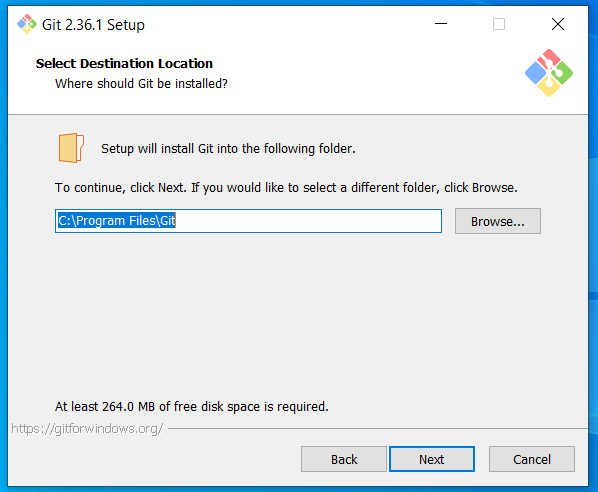 Git 2.36.1 Setup
Select Destination Location
Where should Git be installed?
Setup will install Git into the following folder.
To continue, click Next. If you would like to select a different folder, click Browse.
C:\Program Files\Git
Browse...
At least 264.0 MB of free disk space is required.
https://gitforwindows.org/
Back
Next
Cancel